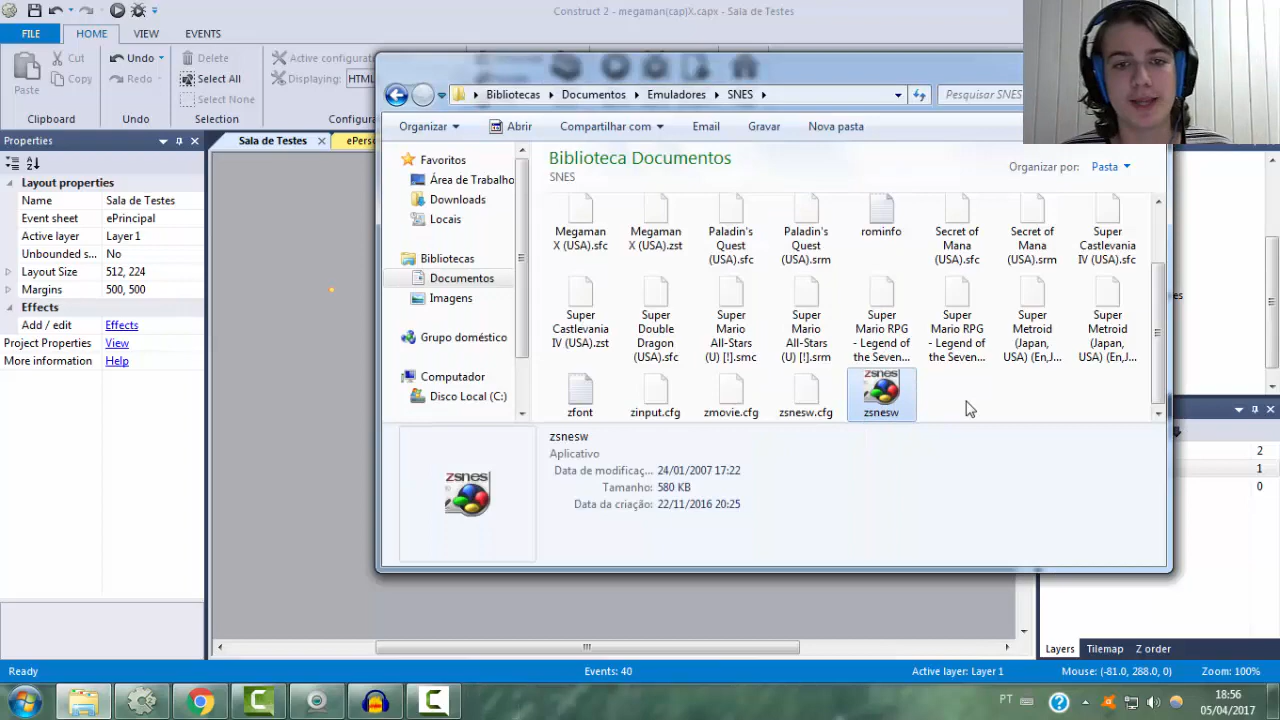 Construct 2 - megaman(cap)X.capx - Sala de Testes
FILE
HOME
VIEW
EVENTS
Paste
Cut
Copy
Clipboard
Undo
Redo
Undo
Delete
Select All
Select None
Selection
Active configurat
Displaying: HTML
Configura
Properties
Layout properties
Name Sala de Testes
Event sheet ePrincipal
Active layer Layer 1
Unbounded s... No
Layout Size 512, 224
Margins 500, 500
Effects
Add / edit Effects
Project Properties View
More information Help
Sala de Testes
ePerso
Bibliotecas Documentos Emuladores SNES
Pesquisar SNES
Organizar Abrir Compartilhar com Email Gravar Nova pasta
Favoritos
Área de Trabalho
Downloads
Locais
Bibliotecas
Documentos
Imagens
Grupo doméstico
Computador
Disco Local (C:)
Biblioteca Documentos
SNES
Organizar por: Pasta
Megaman X (USA).sfc
Megaman X (USA).zst
Paladin's Quest (USA).sfc
Paladin's Quest (USA).srm
rominfo
Secret of Mana (USA).sfc
Secret of Mana (USA).srm
Super Castlevania IV (USA).sfc
Super Castlevania IV (USA).zst
Super Double Dragon (USA).sfc
Super Mario All-Stars (U) [!].smc
Super Mario All-Stars (U) [!].srm
Super Mario RPG - Legend of the Seven...
Super Mario RPG - Legend of the Seven...
Super Metroid (Japan, USA) (En,J...
Super Metroid (Japan, USA) (En,J...
zfont
zinput.cfg
zmovie.cfg
zsnesw.cfg
zsnes
zsnesw
zsnes
zsnesw
Aplicativo
Data de modificaç... 24/01/2007 17:22
Tamanho: 580 KB
Data da criação: 22/11/2016 20:25
es
2
1
0
Layers Tilemap Z order
Ready
Events: 40
Active layer: Layer 1
Mouse: (-81.0, 288.0, 0)
Zoom: 100%
PT
18:56
05/04/2017